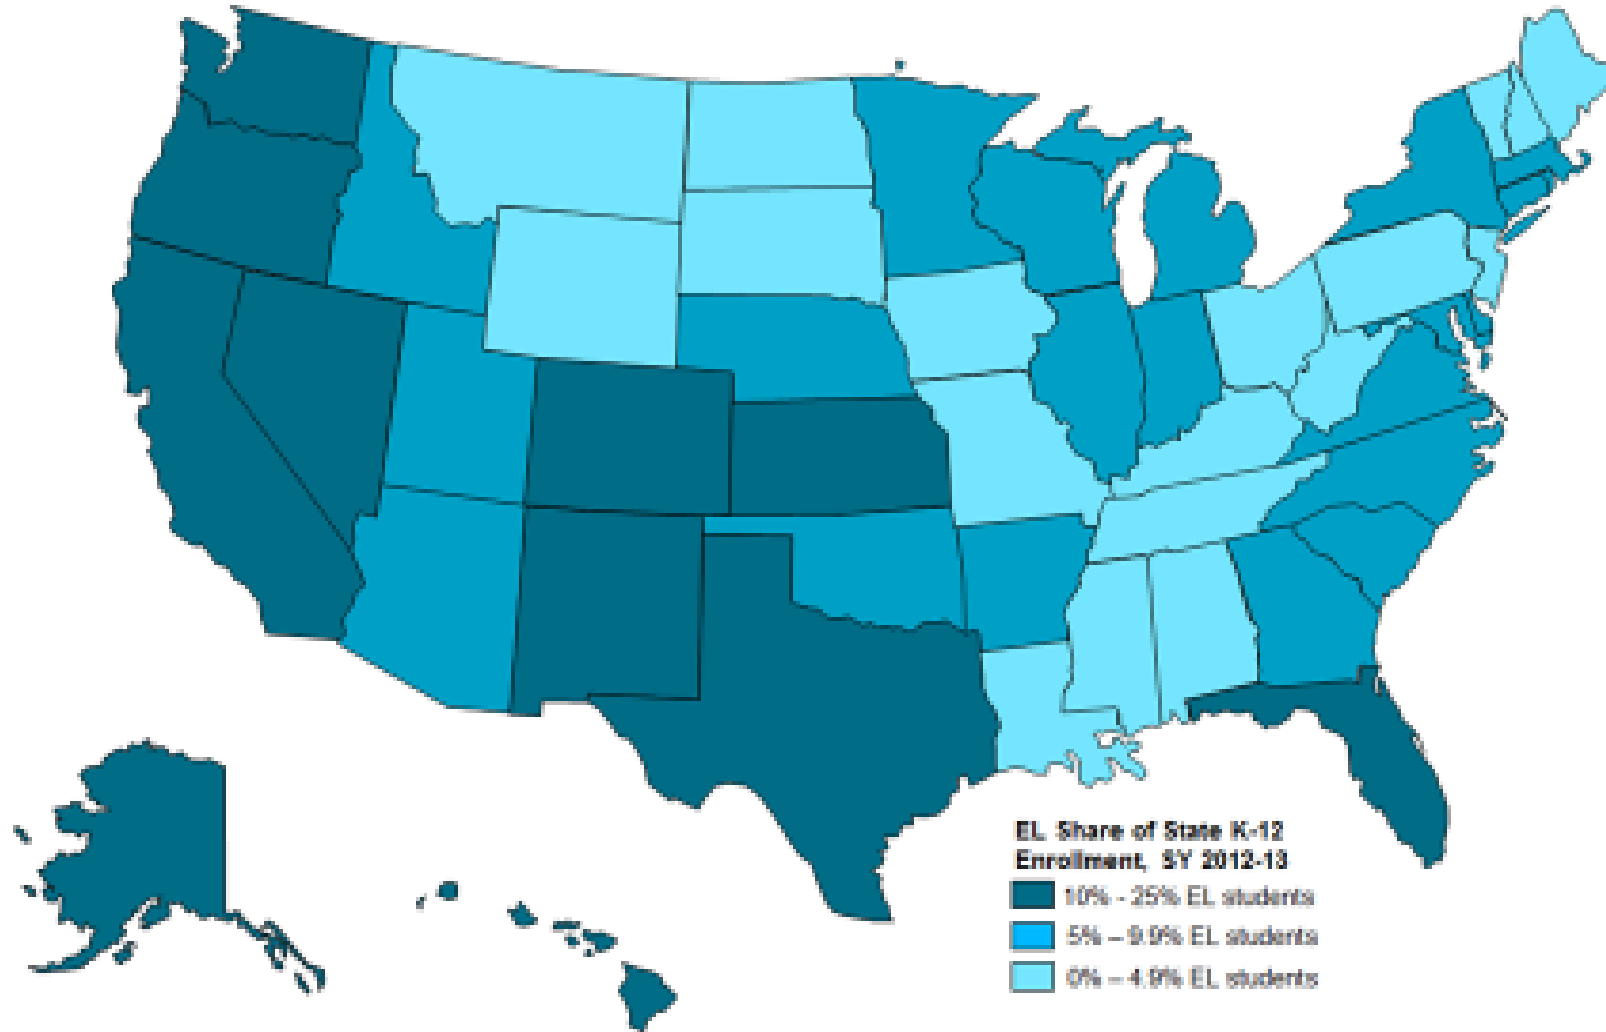 EL Share of State K-12
Enrollment, SY 2012-13
10% - 25% EL students
5% – 9.9% EL students
0% – 4.9% EL students